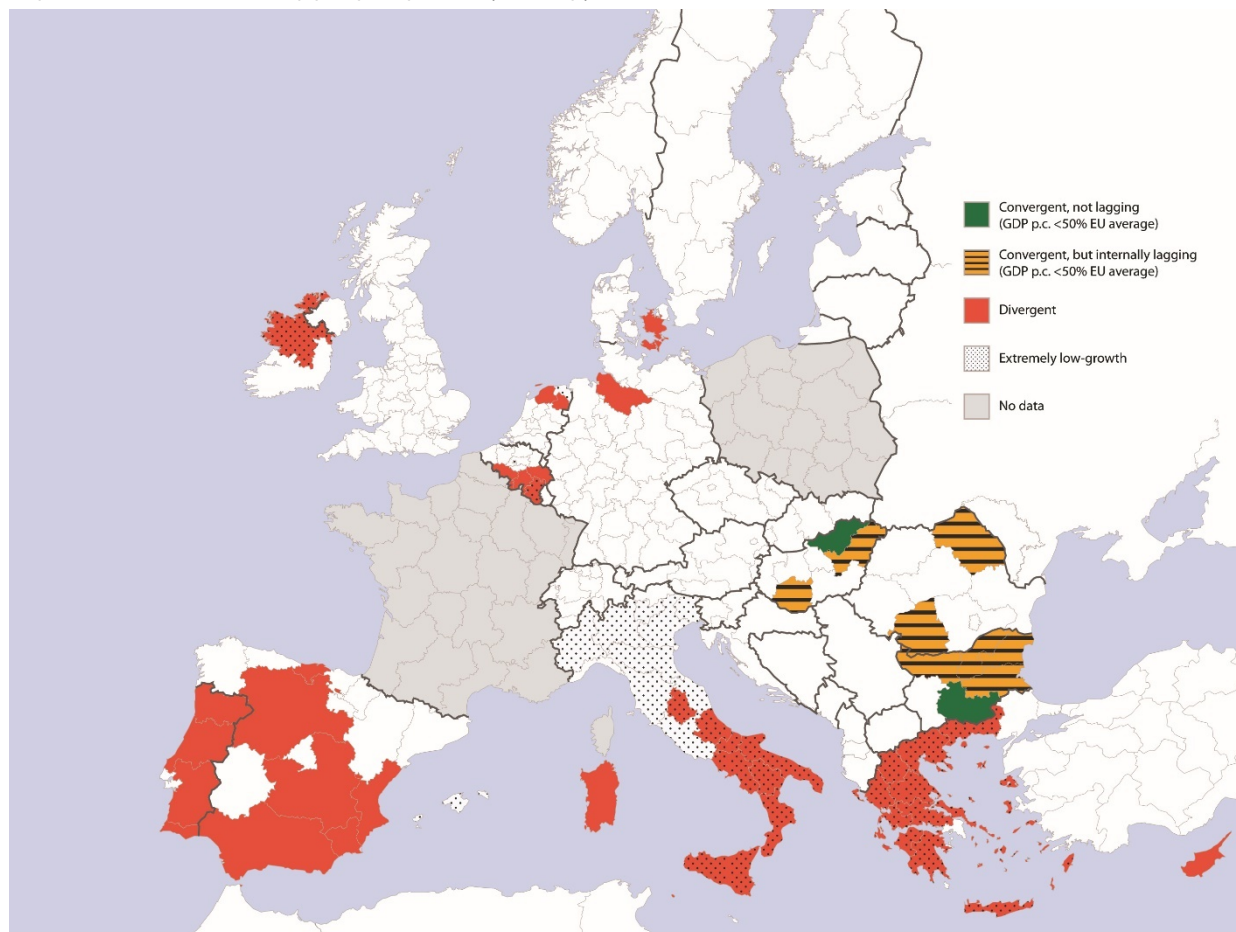 Convergent, not lagging
(GDP p.c. <50% EU average)
Convergent, but internally lagging
(GDP p.c. <50% EU average)
Divergent
Extremely low-growth
No data